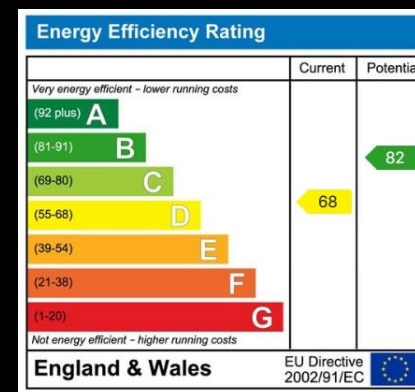 Energy Efficiency Rating
Current Potentia
Very energy efficient – lower running costs
(92 plus) A
(81-91) B
82
(69-80) C
68
(55-68) D
(39-54) E
(21-38) F
(1-20) G
Not energy efficient – higher running costs
England & Wales
EU Directive
2002/91/EC